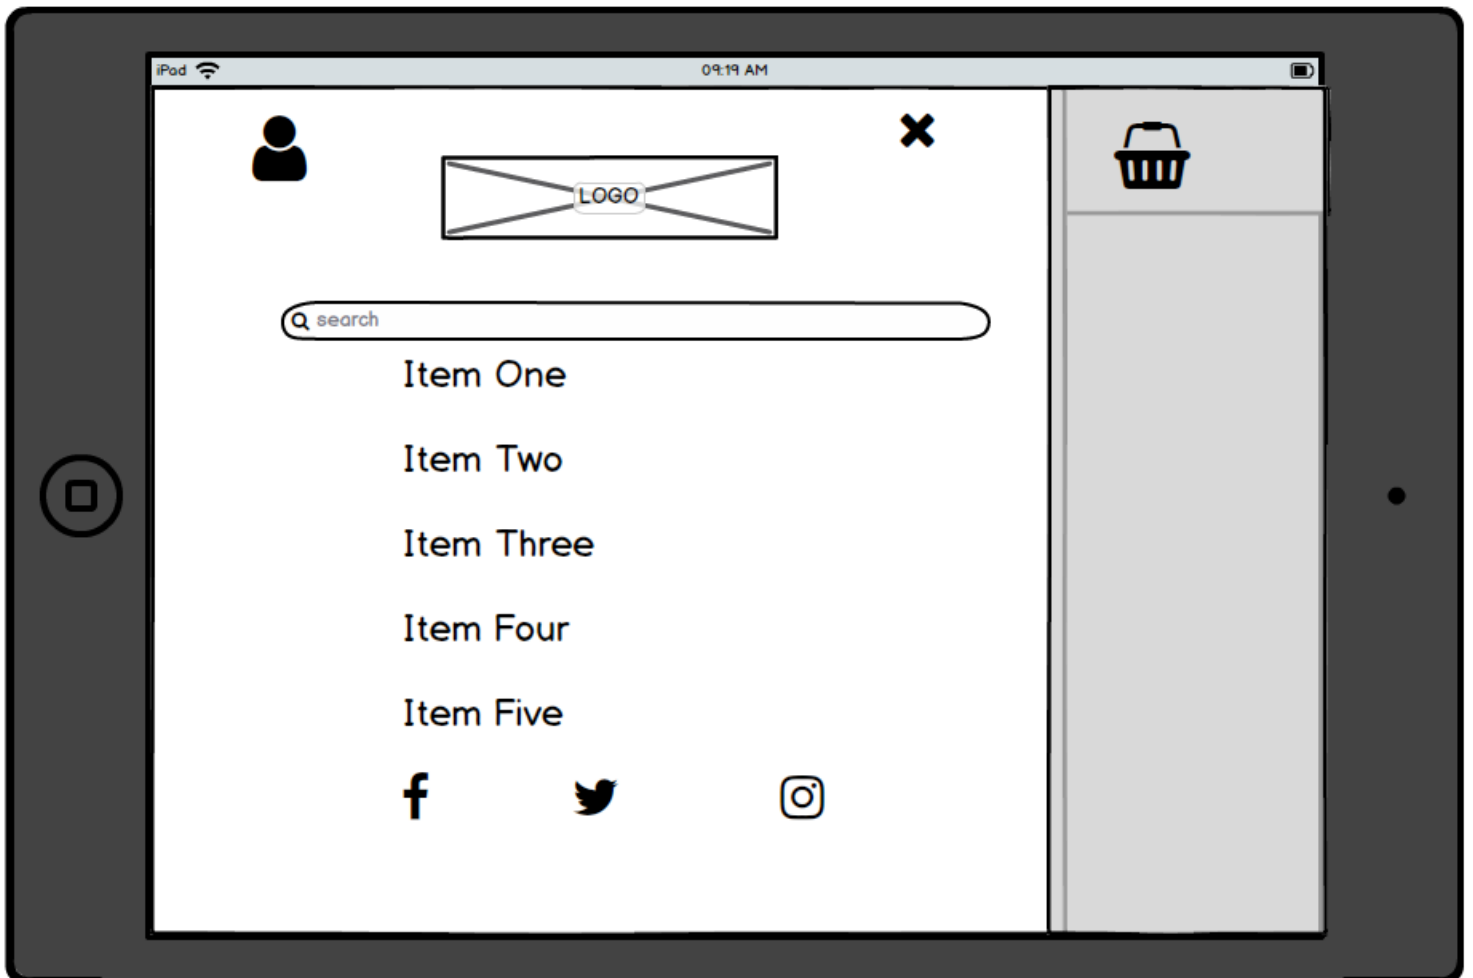 iPad
09:19 AM
LOGO
search
Item One
Item Two
Item Three
Item Four
Item Five